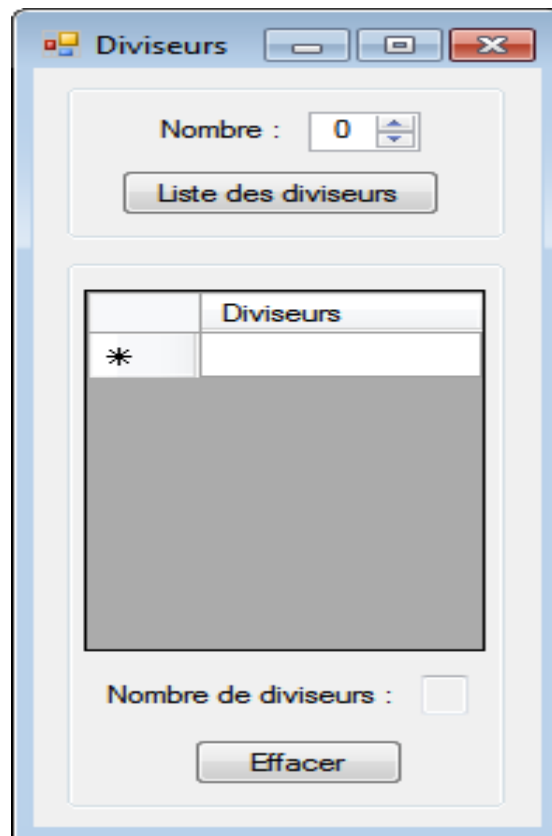 Diviseurs
Nombre : 0
Liste des diviseurs
Diviseurs
Nombre de diviseurs :
Effacer